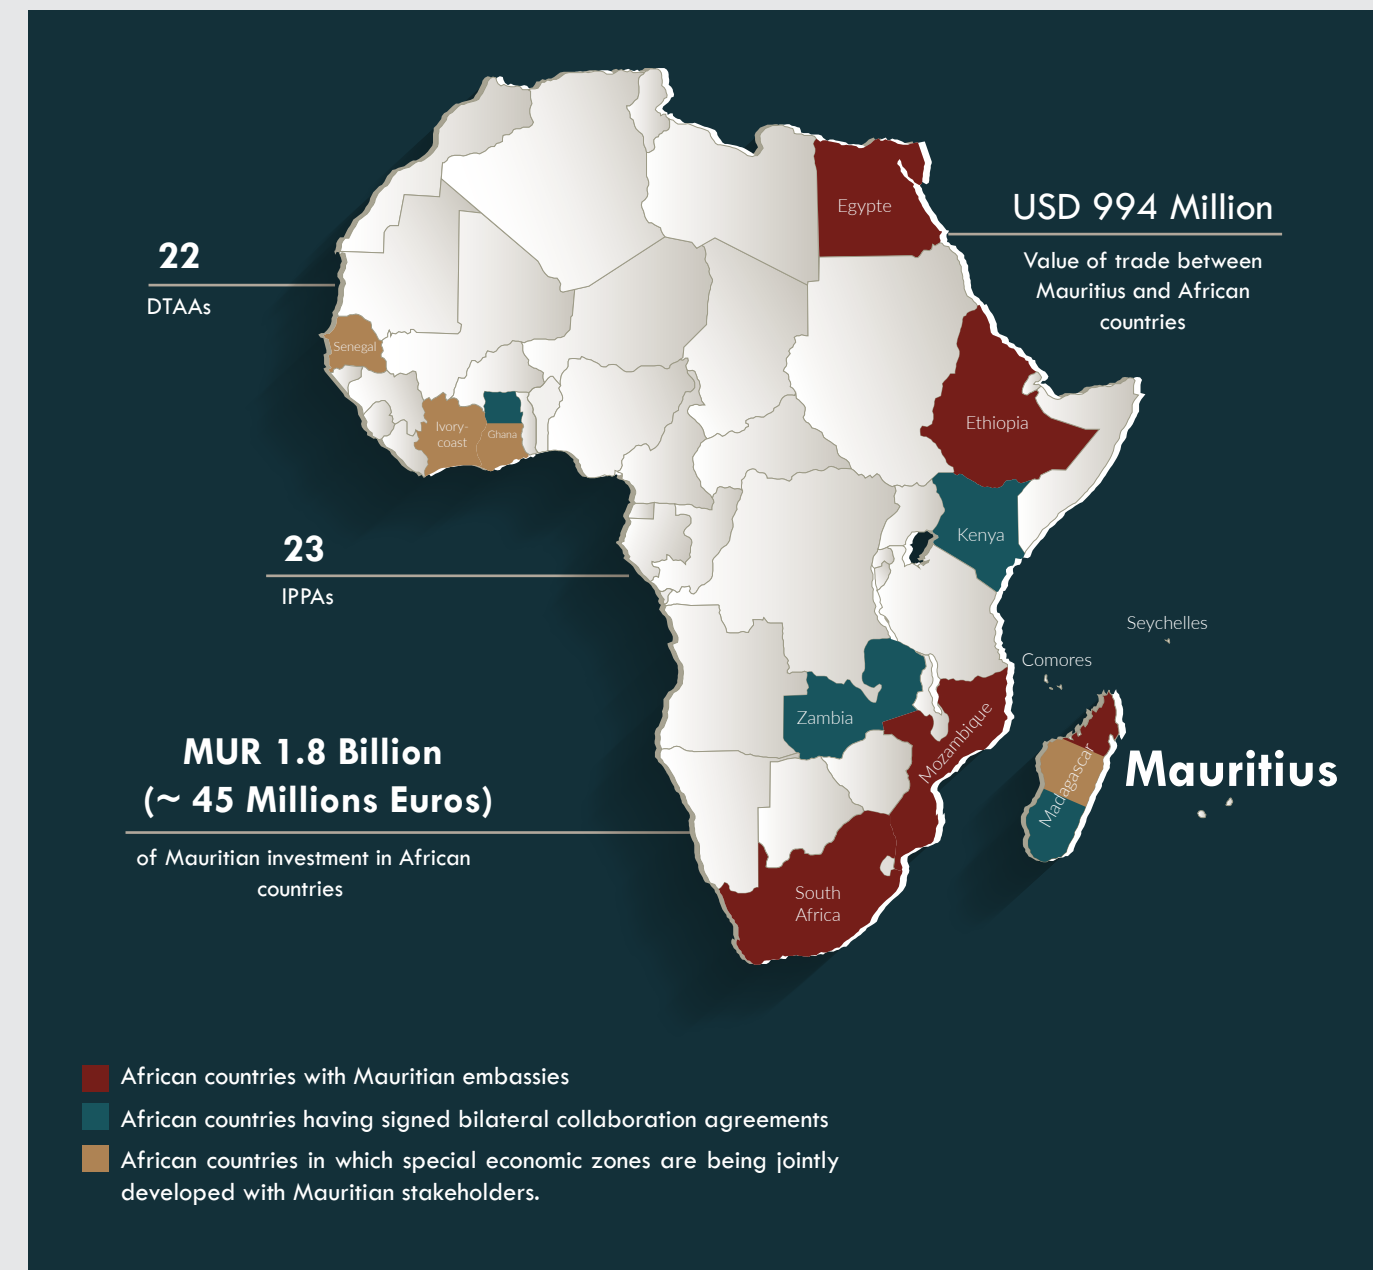 Egypte
USD 994 Million
Value of trade between
Mauritius and African
countries
22
DTAAs
Senegal
Ivory-
coast
Ghana
Ethiopia
Kenya
23
IPPAs
Seychelles
Comores
Zambia
Mozambique
Madagascar
Mauritius
MUR 1.8 Billion
(~ 45 Millions Euros)
of Mauritian investment in African
countries
South
Africa
African countries with Mauritian embassies
African countries having signed bilateral collaboration agreements
African countries in which special economic zones are being jointly
developed with Mauritian stakeholders.